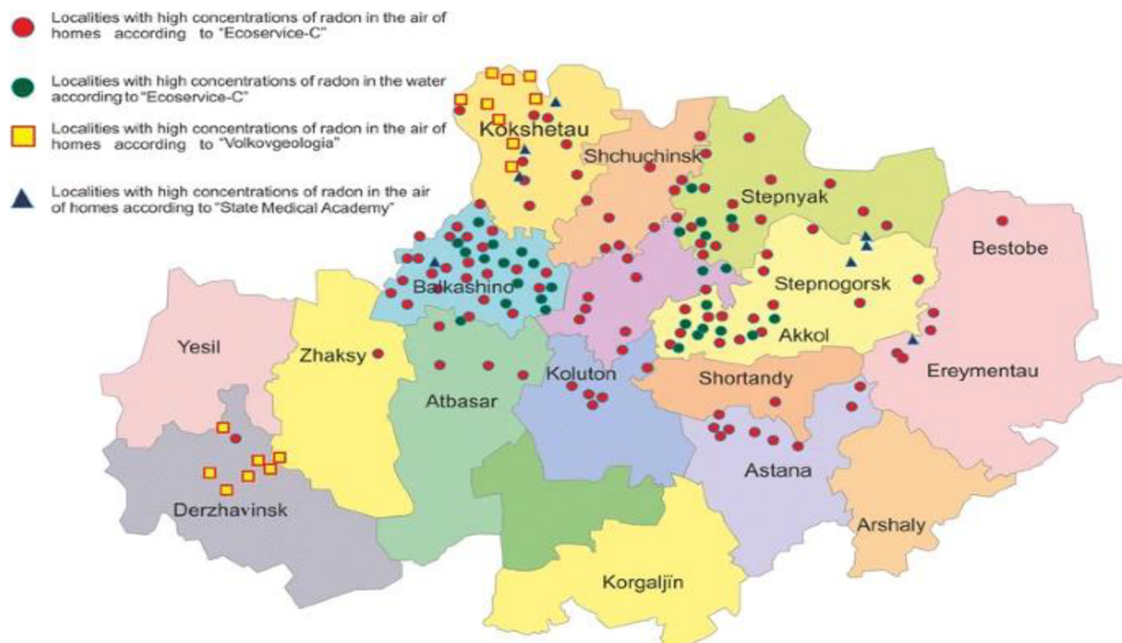 Localities with high concentrations of radon in the air of
homes according to "Ecoservice-C"
Localities with high concentrations of radon in the water
according to "Ecoservice-C"
Localities with high concentrations of radon in the air of
homes according to "Volkovgeologia"
Localities with high concentrations of radon in the air
of homes according to "State Medical Academy"
Kokshetau
Shchuchinsk
Stepnyak
Bestobe
Balkashino
Stepnogorsk
Yesil
Zhaksy
Akkol
Koluton
Shortandy
Ereymentau
Atbasar
Astana
Derzhavinsk
Arshaly
Korgaljïn